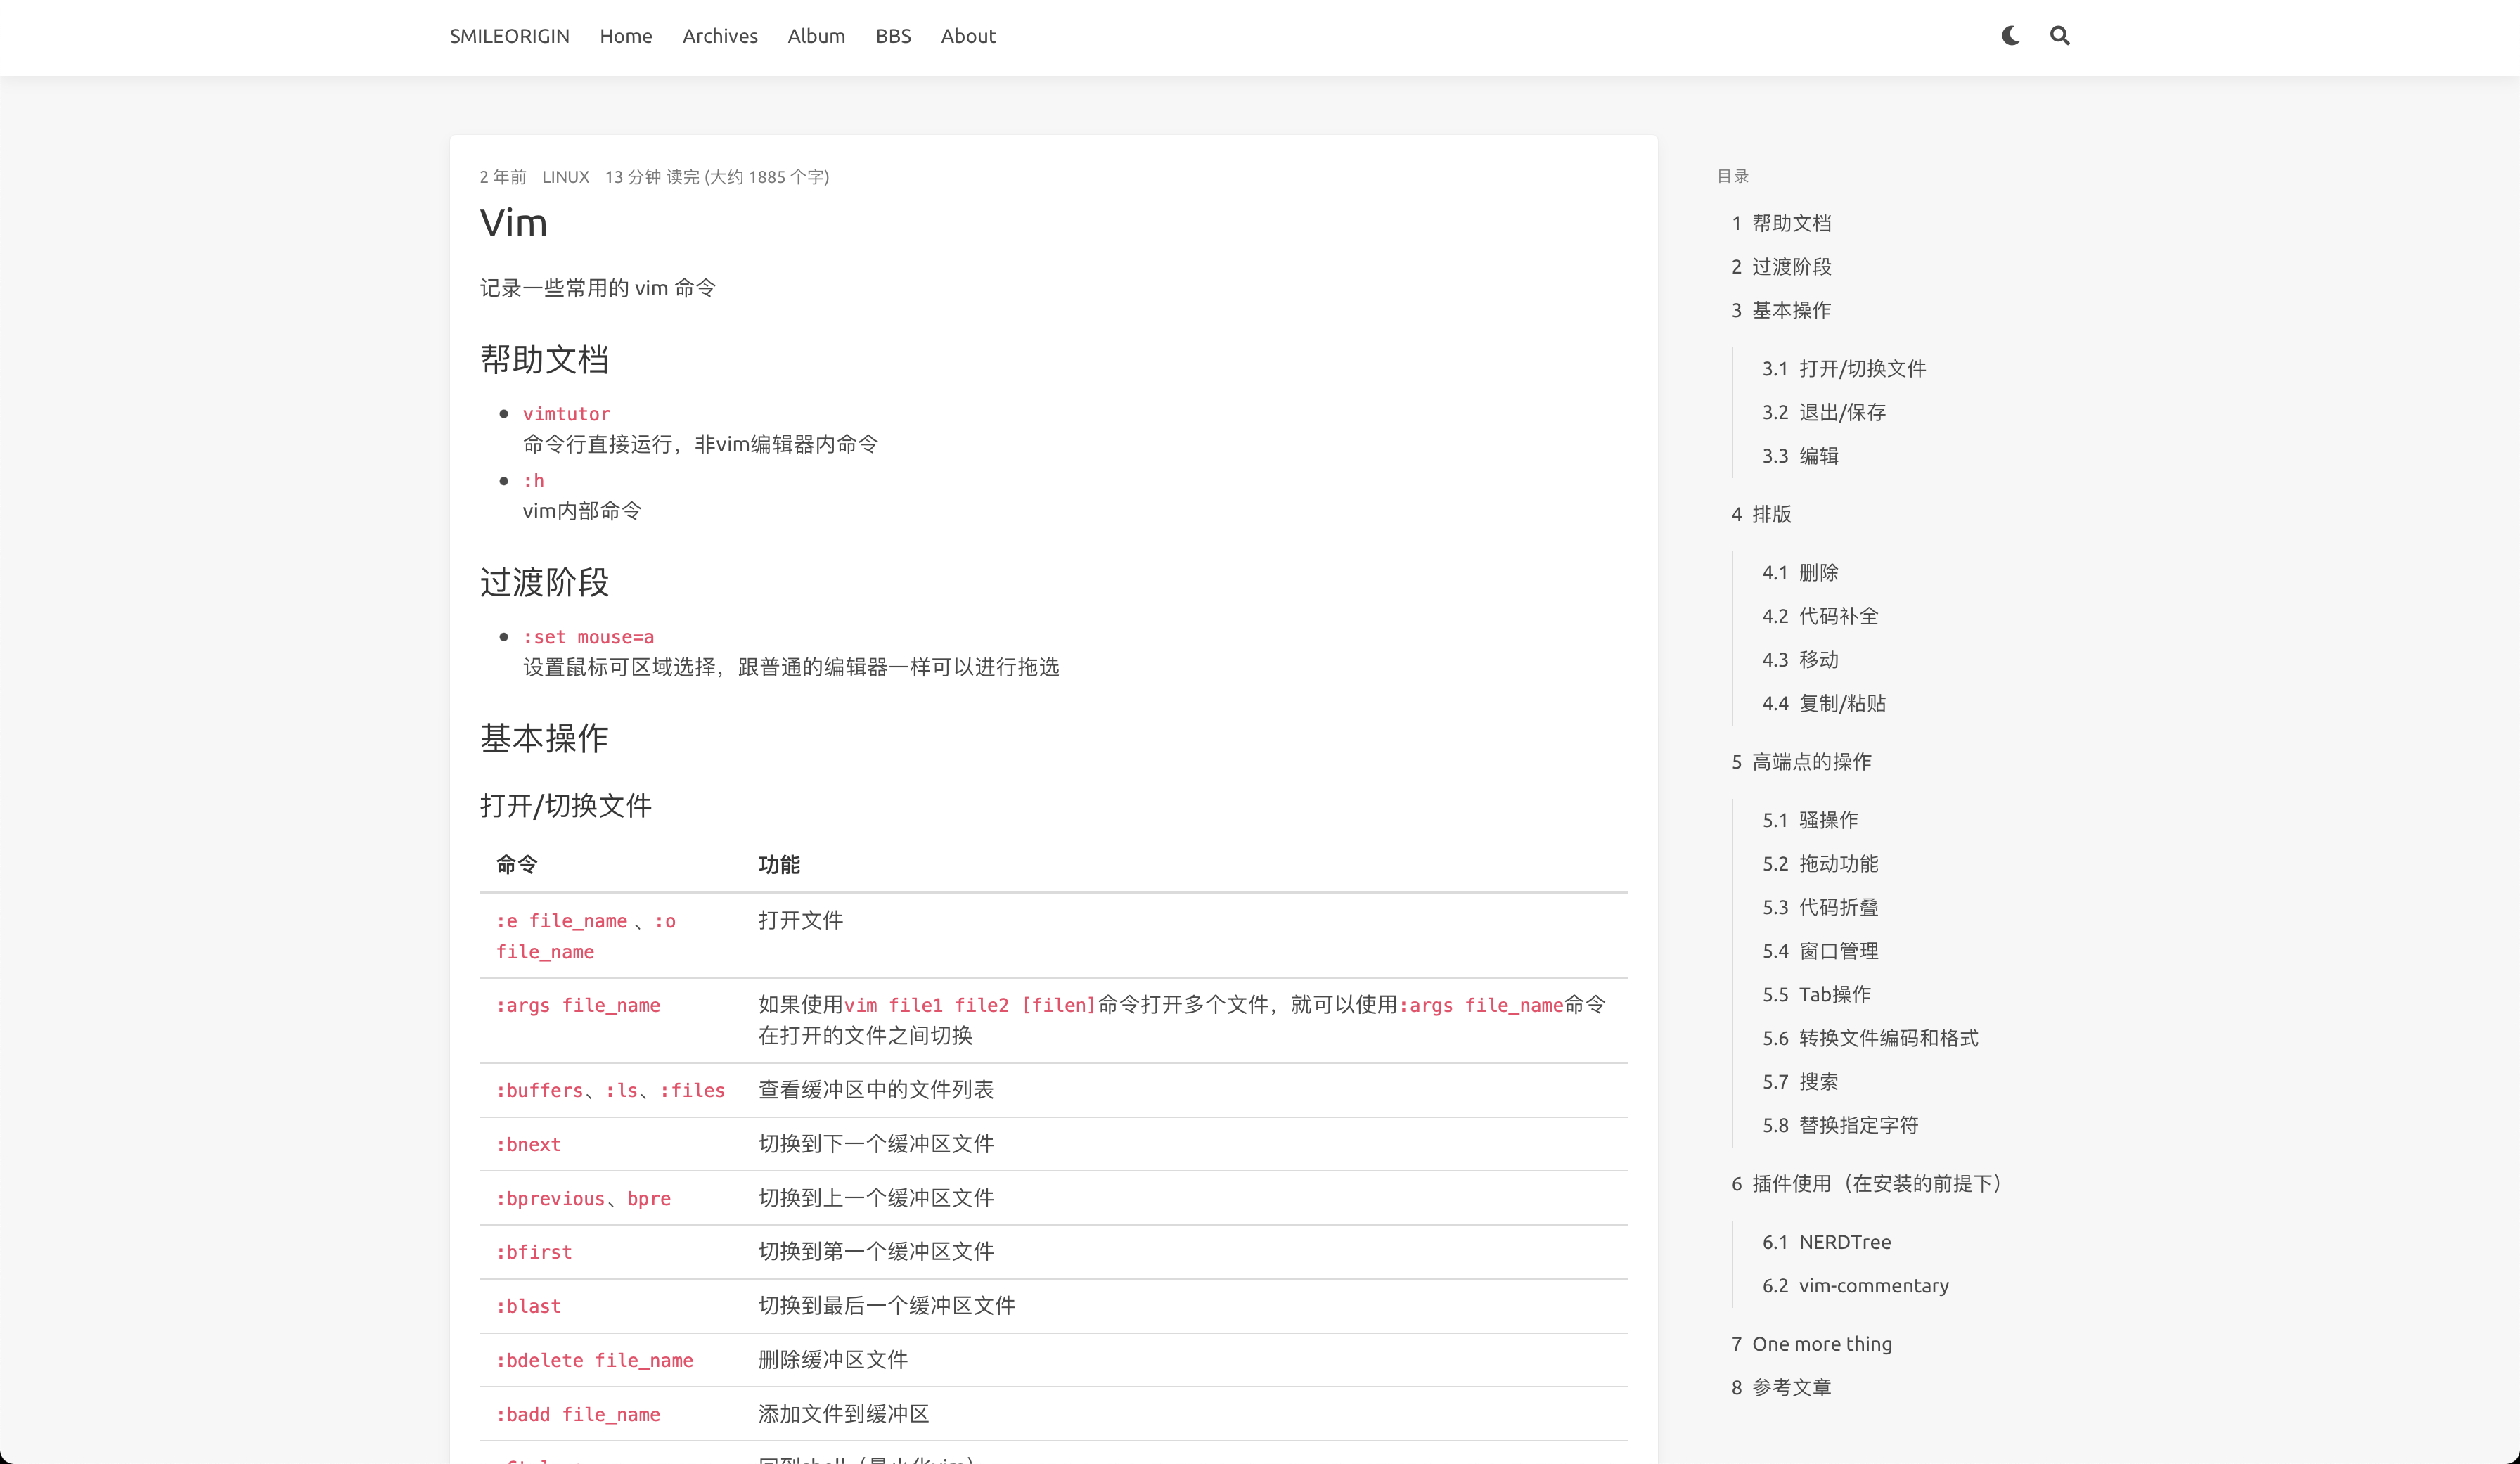 SMILEORIGIN Home Archives Album BBS About
2 年前 LINUX 13 分钟 读完 (大约 1885 个字)
Vim
记录一些常用的 vim 命令
帮助文档
vimtutor
命令行直接运行，非vim编辑器内命令
:h
vim内部命令
过渡阶段
:set mouse=a
设置鼠标可区域选择，跟普通的编辑器一样可以进行拖选
基本操作
打开/切换文件
命令 功能
:e file_name 、:o file_name 打开文件
:args file_name 如果使用vim file1 file2 [filen]命令打开多个文件，就可以使用:args file_name命令
在打开的文件之间切换
:buffers、:ls、:files 查看缓冲区中的文件列表
:bnext 切换到下一个缓冲区文件
:bprevious、bpre 切换到上一个缓冲区文件
:bfirst 切换到第一个缓冲区文件
:blast 切换到最后一个缓冲区文件
:bdelete file_name 删除缓冲区文件
:badd file_name 添加文件到缓冲区
目录
1 帮助文档
2 过渡阶段
3 基本操作
3.1 打开/切换文件
3.2 退出/保存
3.3 编辑
4 排版
4.1 删除
4.2 代码补全
4.3 移动
4.4 复制/粘贴
5 高端点的操作
5.1 骚操作
5.2 拖动功能
5.3 代码折叠
5.4 窗口管理
5.5 Tab操作
5.6 转换文件编码和格式
5.7 搜索
5.8 替换指定字符
6 插件使用（在安装的前提下）
6.1 NERDTree
6.2 vim-commentary
7 One more thing
8 参考文章